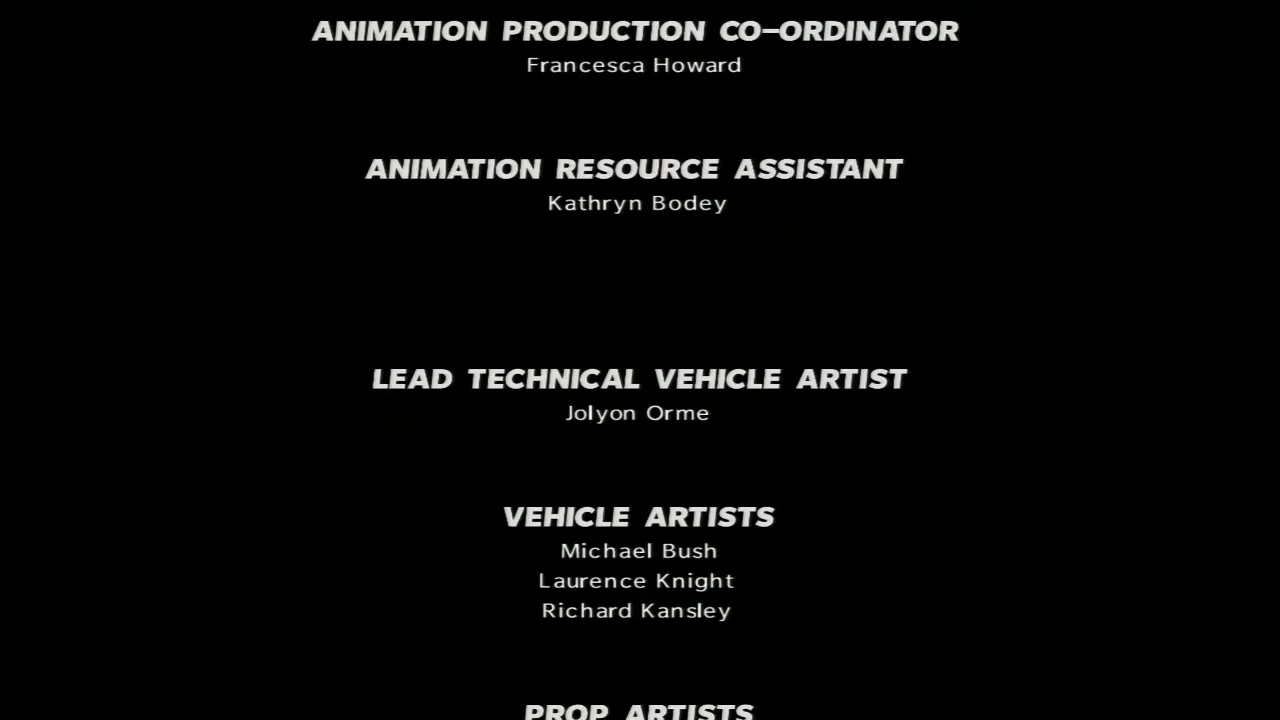 ANIMATION PRODUCTION CO-ORDINATOR
Francesca Howard
ANIMATION RESOURCE ASSISTANT
Kathryn Bodey
LEAD TECHNICAL VEHICLE ARTIST
Jolyon Orme
VEHICLE ARTISTS
Michael Bush
Laurence Knight
Richard Kansley
PROP ARTISTS